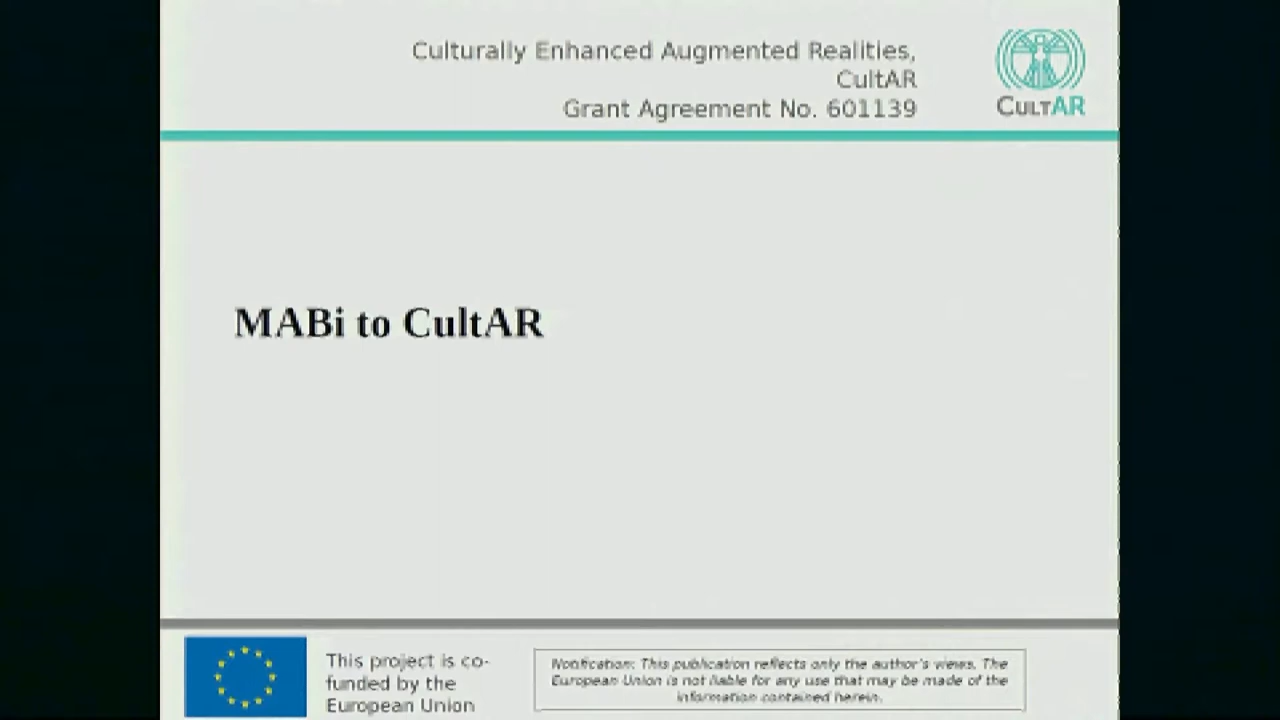 Culturally Enhanced Augmented Realities,
CultAR
Grant Agreement No. 601139
CULTAR
MABi to CultAR
This project is co-
funded by the
European Union
Notification: This publication reflects only the author's views. The
European Union is not liable for any use that may be made of the
information contained herein.